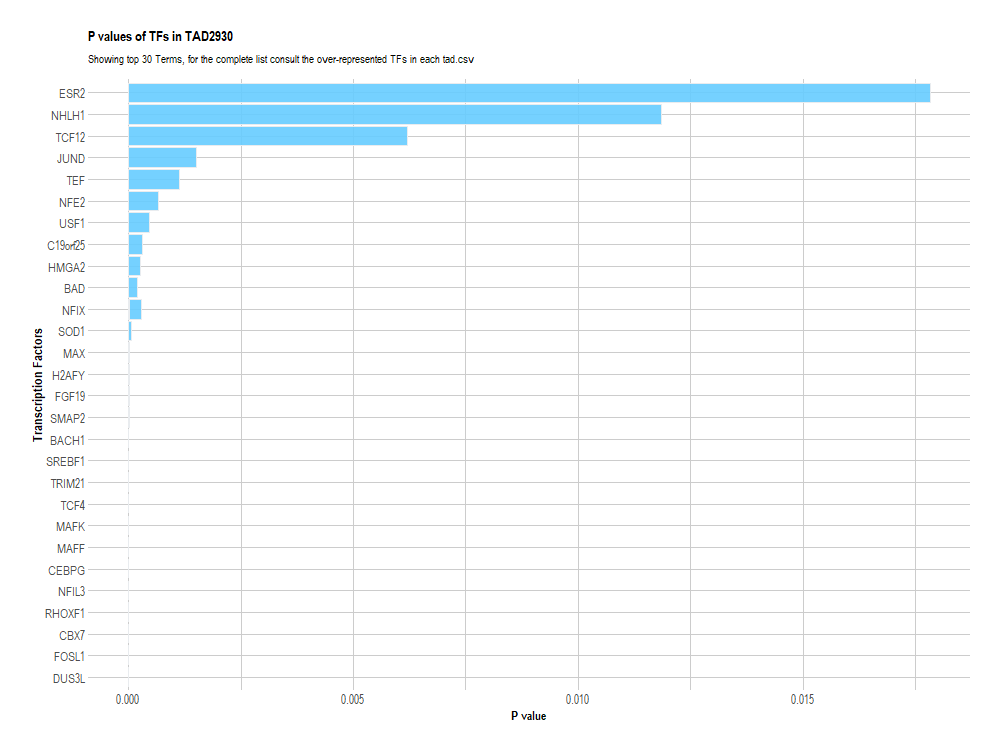 P values of TFs in TAD2930
Showing top 30 Terms, for the complete list consult the over-represented TFs in each tad.csv
Transcription Factors
ESR2
NHLH1
TCF12
JUND
TEF
NFE2
USF1
C19orf25
HMGA2
BAD
NFIX
SOD1
MAX
H2AFY
FGF19
SMAP2
BACH1
SREBF1
TRIM21
TCF4
MAFK
MAFF
CEBPG
NFIL3
RHOXF1
CBX7
FOSL1
DUS3L
0.000 0.005 0.010 0.015
P value